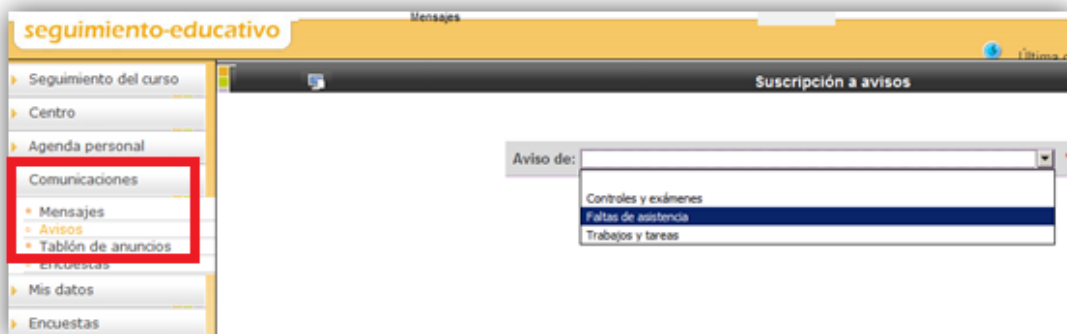 Mensajes
seguimiento-educativo
Última
Seguimiento del curso
Suscripción a avisos
Centro
Agenda personal
Aviso de:
Comunicaciones
Controles y exámenes
Mensajes
Faltas de asistencia
Avisos
Trabajos y tareas
Tablón de anuncios
Encuestas
Mis datos
Encuestas